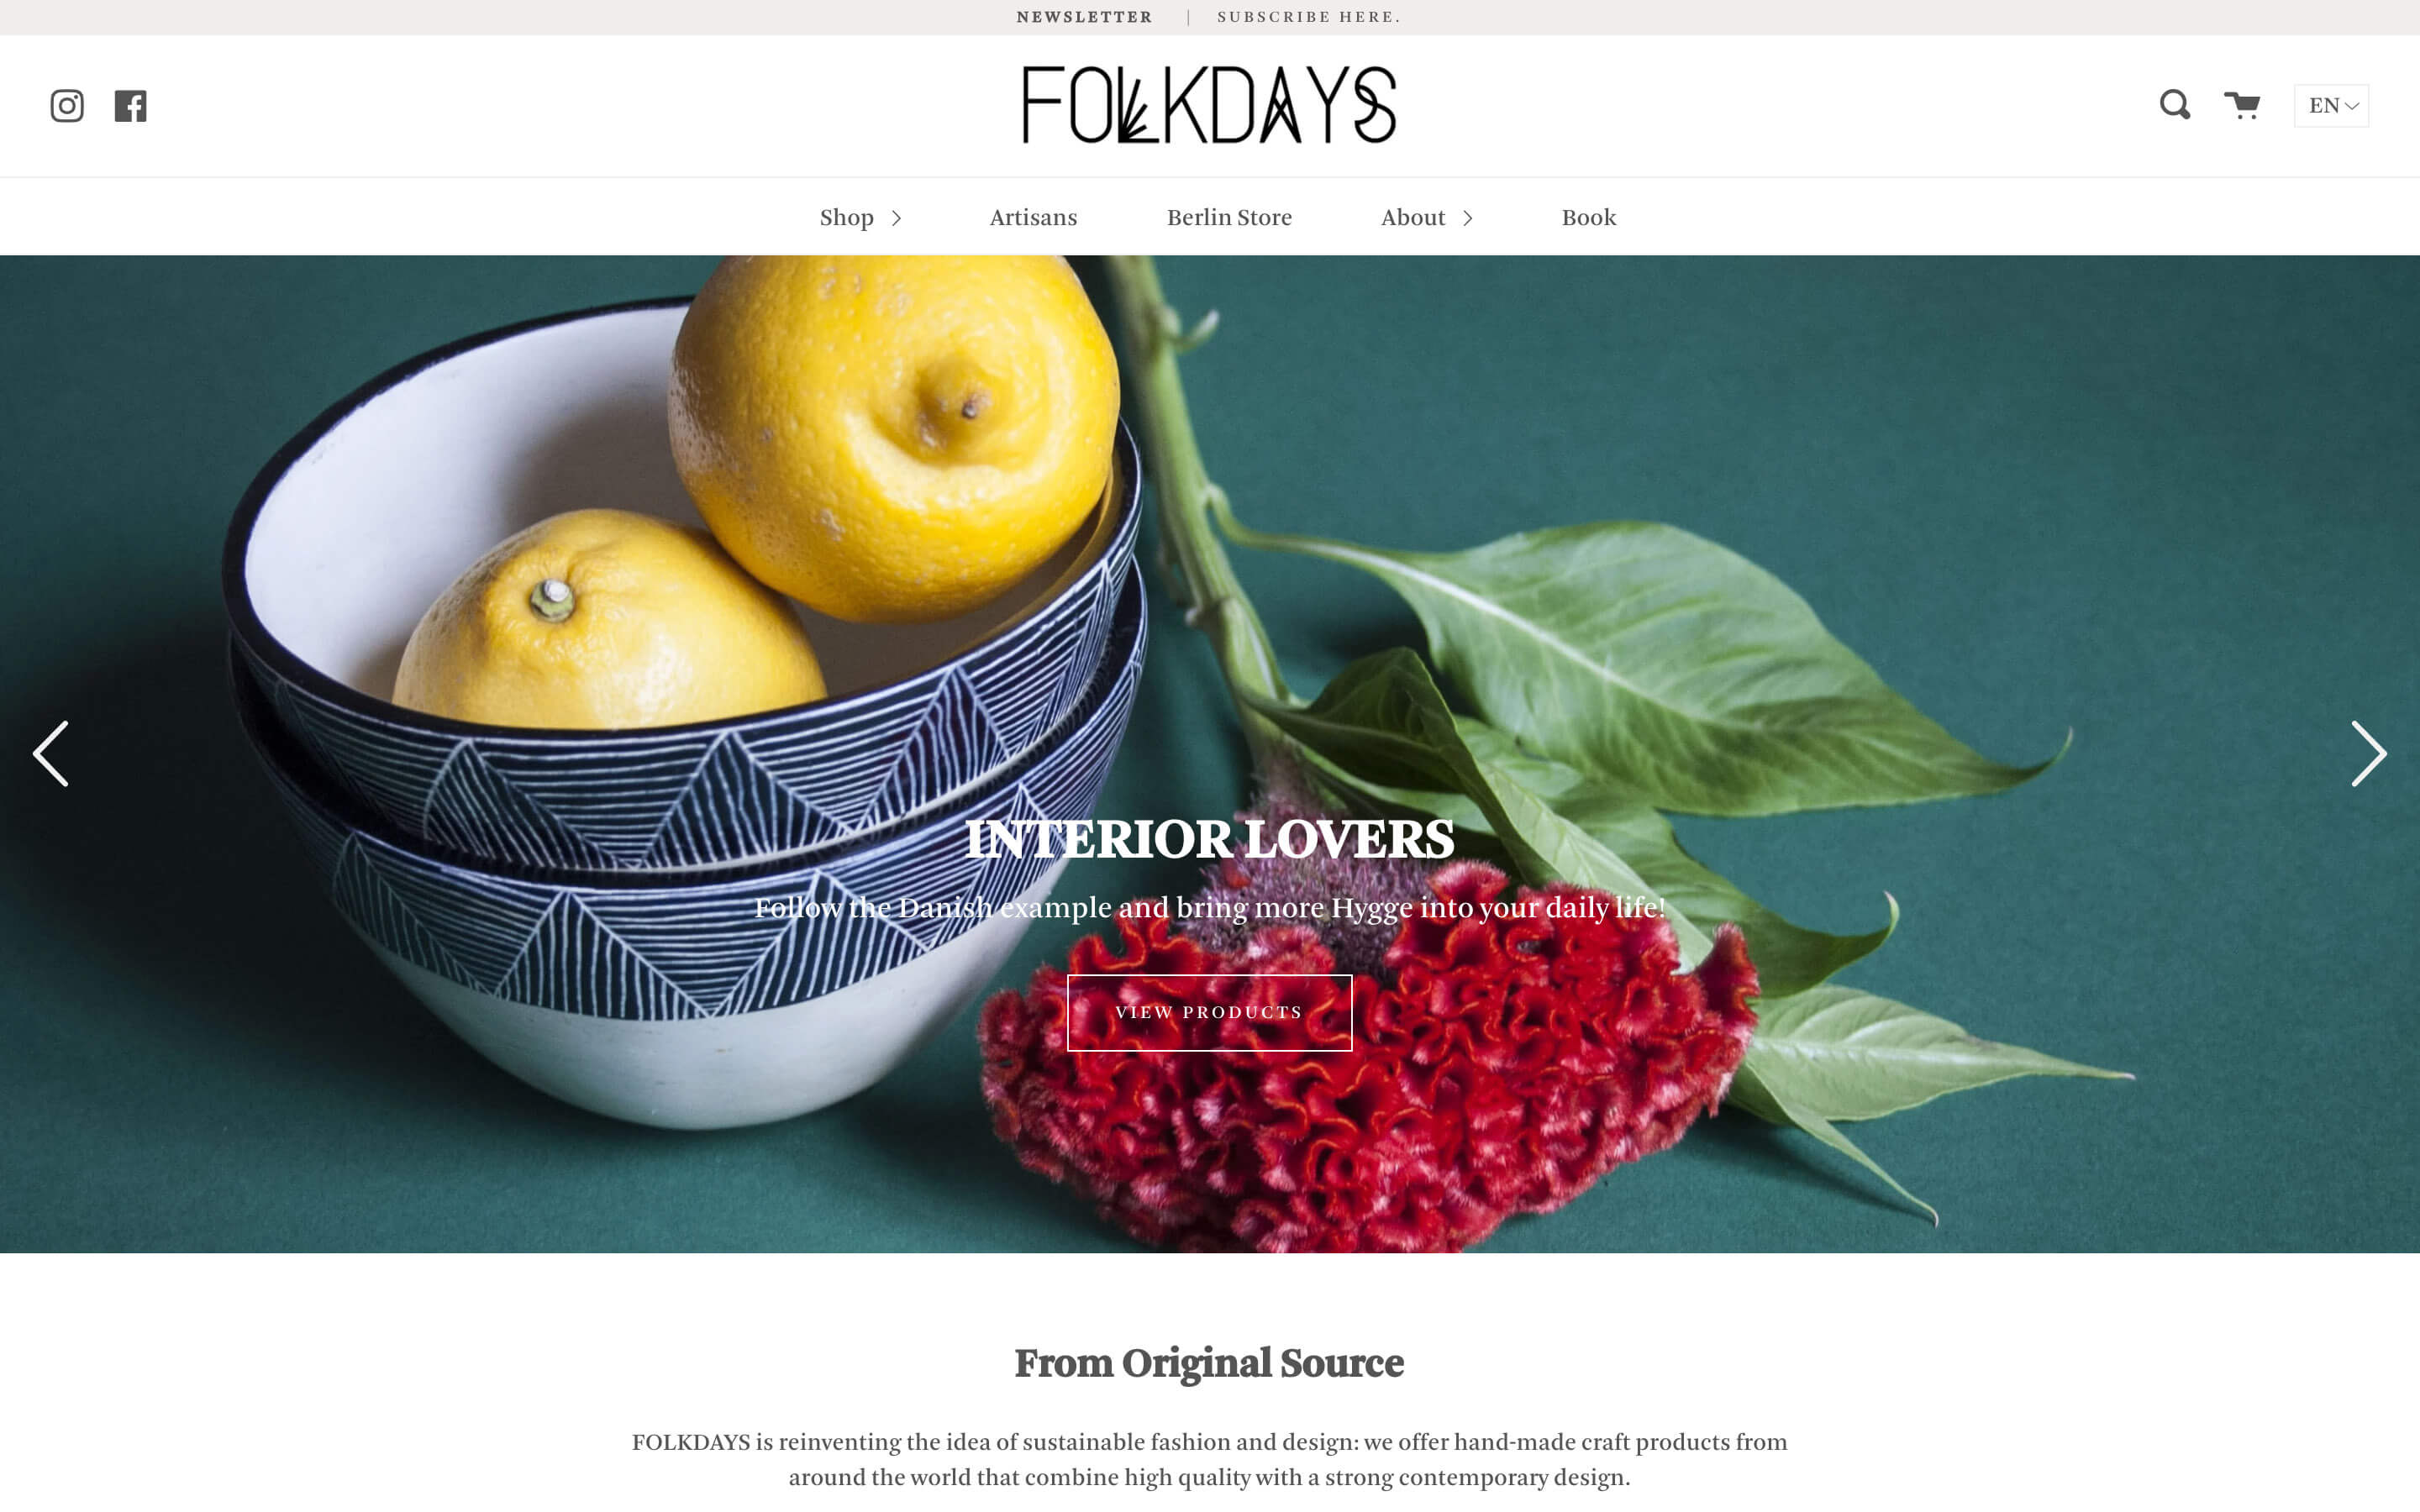 NEWSLETTER | SUBSCRIBE HERE.
FOLKDAYS
EN
Shop Artisans Berlin Store About Book
INTERIOR LOVERS
Follow the Danish example and bring more Hygge into your daily life!
VIEW PRODUCTS
From Original Source
FOLKDAYS is reinventing the idea of sustainable fashion and design: we offer hand-made craft products from
around the world that combine high quality with a strong contemporary design.